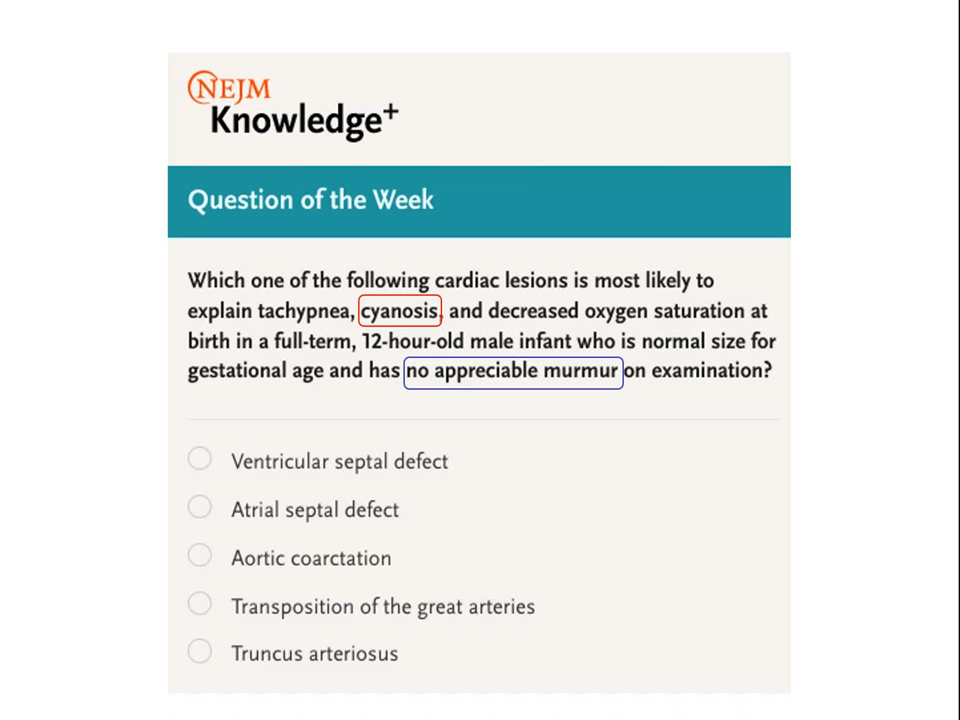 NEJM
Knowledge+
Question of the Week
Which one of the following cardiac lesions is most likely to
explain tachypnea, cyanosis, and decreased oxygen saturation at
birth in a full-term, 12-hour-old male infant who is normal size for
gestational age and has no appreciable murmur on examination?
Ventricular septal defect
Atrial septal defect
Aortic coarctation
Transposition of the great arteries
Truncus arteriosus